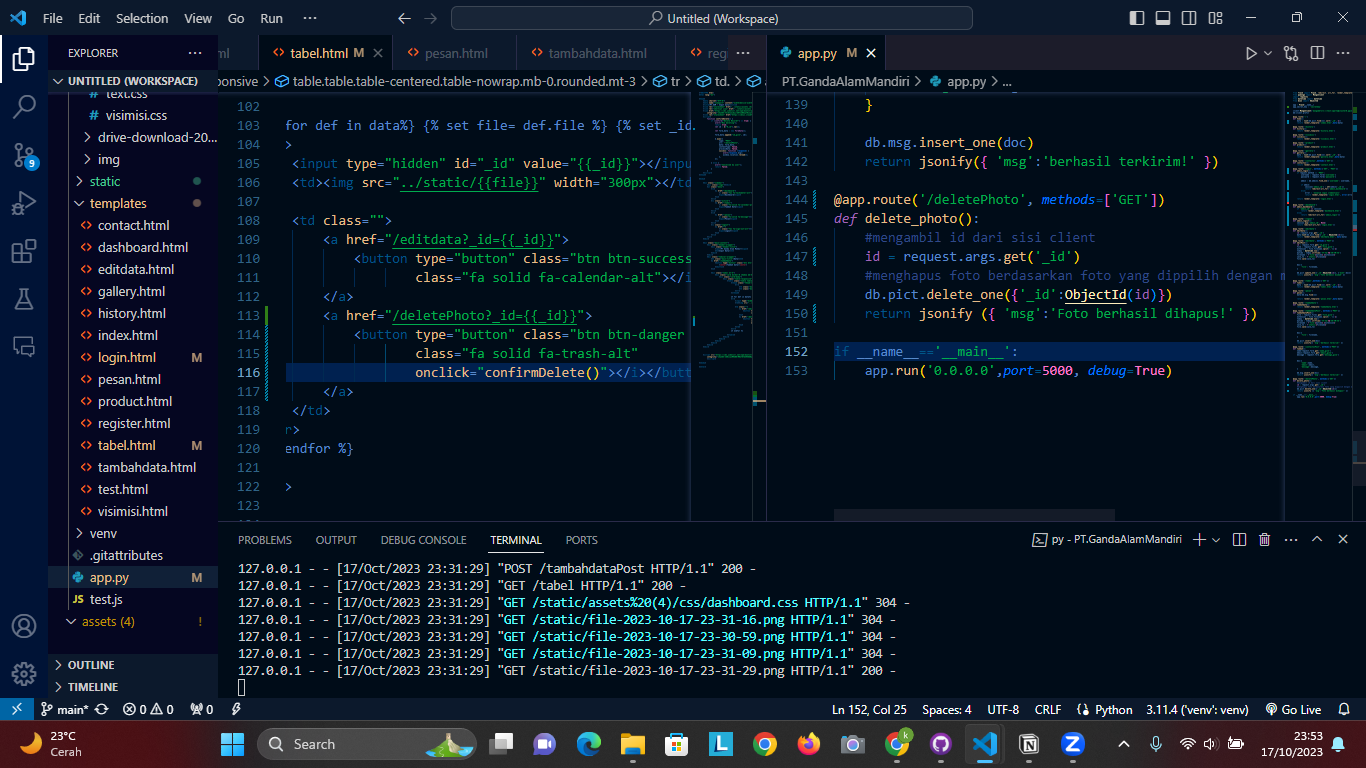 File Edit Selection View Go Run ··· Untitled (Workspace)
EXPLORER
UNTITLED (WORKSPACE)
text.css
# visimisi.css
drive-download-20...
img
static
templates
contact.html
dashboard.html
editdata.html
gallery.html
history.html
index.html
login.html M
pesan.html
product.html
register.html
tabel.html M
tambahdata.html
test.html
visimisi.html
venv
.gitattributes
app.py M
JS test.js
assets (4) !
OUTLINE
TIMELINE
ml tabel.html M pesan.html tambahdata.html reg ···
ponsive > table.table.table-centered.table-nowrap.mb-0.rounded.mt-3 > tr > td. >
102
103 for def in data%} {% set file= def.file %} {% set _id.
104 >
105 <input type="hidden" id="_id" value="{{_id}}"></input
106 <td><img src="../static/{{file}}" width="300px"></td
107
108 <td class="">
109 <a href="/editdata?_id={{_id}}">
110 <button type="button" class="btn btn-success
111 class="fa solid fa-calendar-alt"></i
112 </a>
113 <a href="/deletePhoto?_id={{_id}}">
114 <button type="button" class="btn btn-danger
115 class="fa solid fa-trash-alt"
116 onclick="confirmDelete()"></i></butt
117 </a>
118 </td>
119 r>
120 endfor %}
121
122 >
123
app.py M
PT.GandaAlamMandiri > app.py > ...
139 }
140
141 db.msg.insert_one(doc)
142 return jsonify({ 'msg':'berhasil terkirim!' })
143
144 @app.route('/deletePhoto', methods=['GET'])
145 def delete_photo():
146 #mengambil id dari sisi client
147 id = request.args.get('_id')
148 #menghapus foto berdasarkan foto yang dippilih dengan m
149 db.pict.delete_one({'_id':ObjectId(id)})
150 return jsonify ({ 'msg':'Foto berhasil dihapus!' })
151
152 if __name__=='__main__':
153 app.run('0.0.0.0',port=5000, debug=True)
PROBLEMS OUTPUT DEBUG CONSOLE TERMINAL PORTS py - PT.GandaAlamMandiri
127.0.0.1 - - [17/Oct/2023 23:31:29] "POST /tambahdataPost HTTP/1.1" 200 -
127.0.0.1 - - [17/Oct/2023 23:31:29] "GET /tabel HTTP/1.1" 200 -
127.0.0.1 - - [17/Oct/2023 23:31:29] "GET /static/assets%20(4)/css/dashboard.css HTTP/1.1" 304 -
127.0.0.1 - - [17/Oct/2023 23:31:29] "GET /static/file-2023-10-17-23-31-16.png HTTP/1.1" 304 -
127.0.0.1 - - [17/Oct/2023 23:31:29] "GET /static/file-2023-10-17-23-30-59.png HTTP/1.1" 304 -
127.0.0.1 - - [17/Oct/2023 23:31:29] "GET /static/file-2023-10-17-23-31-09.png HTTP/1.1" 304 -
127.0.0.1 - - [17/Oct/2023 23:31:29] "GET /static/file-2023-10-17-23-31-29.png HTTP/1.1" 200 -
9
main* 0 0 0 Ln 152, Col 25 Spaces: 4 UTF-8 CRLF Python 3.11.4 ('venv': venv) Go Live
23°C
Cerah
Search
23:53
17/10/2023